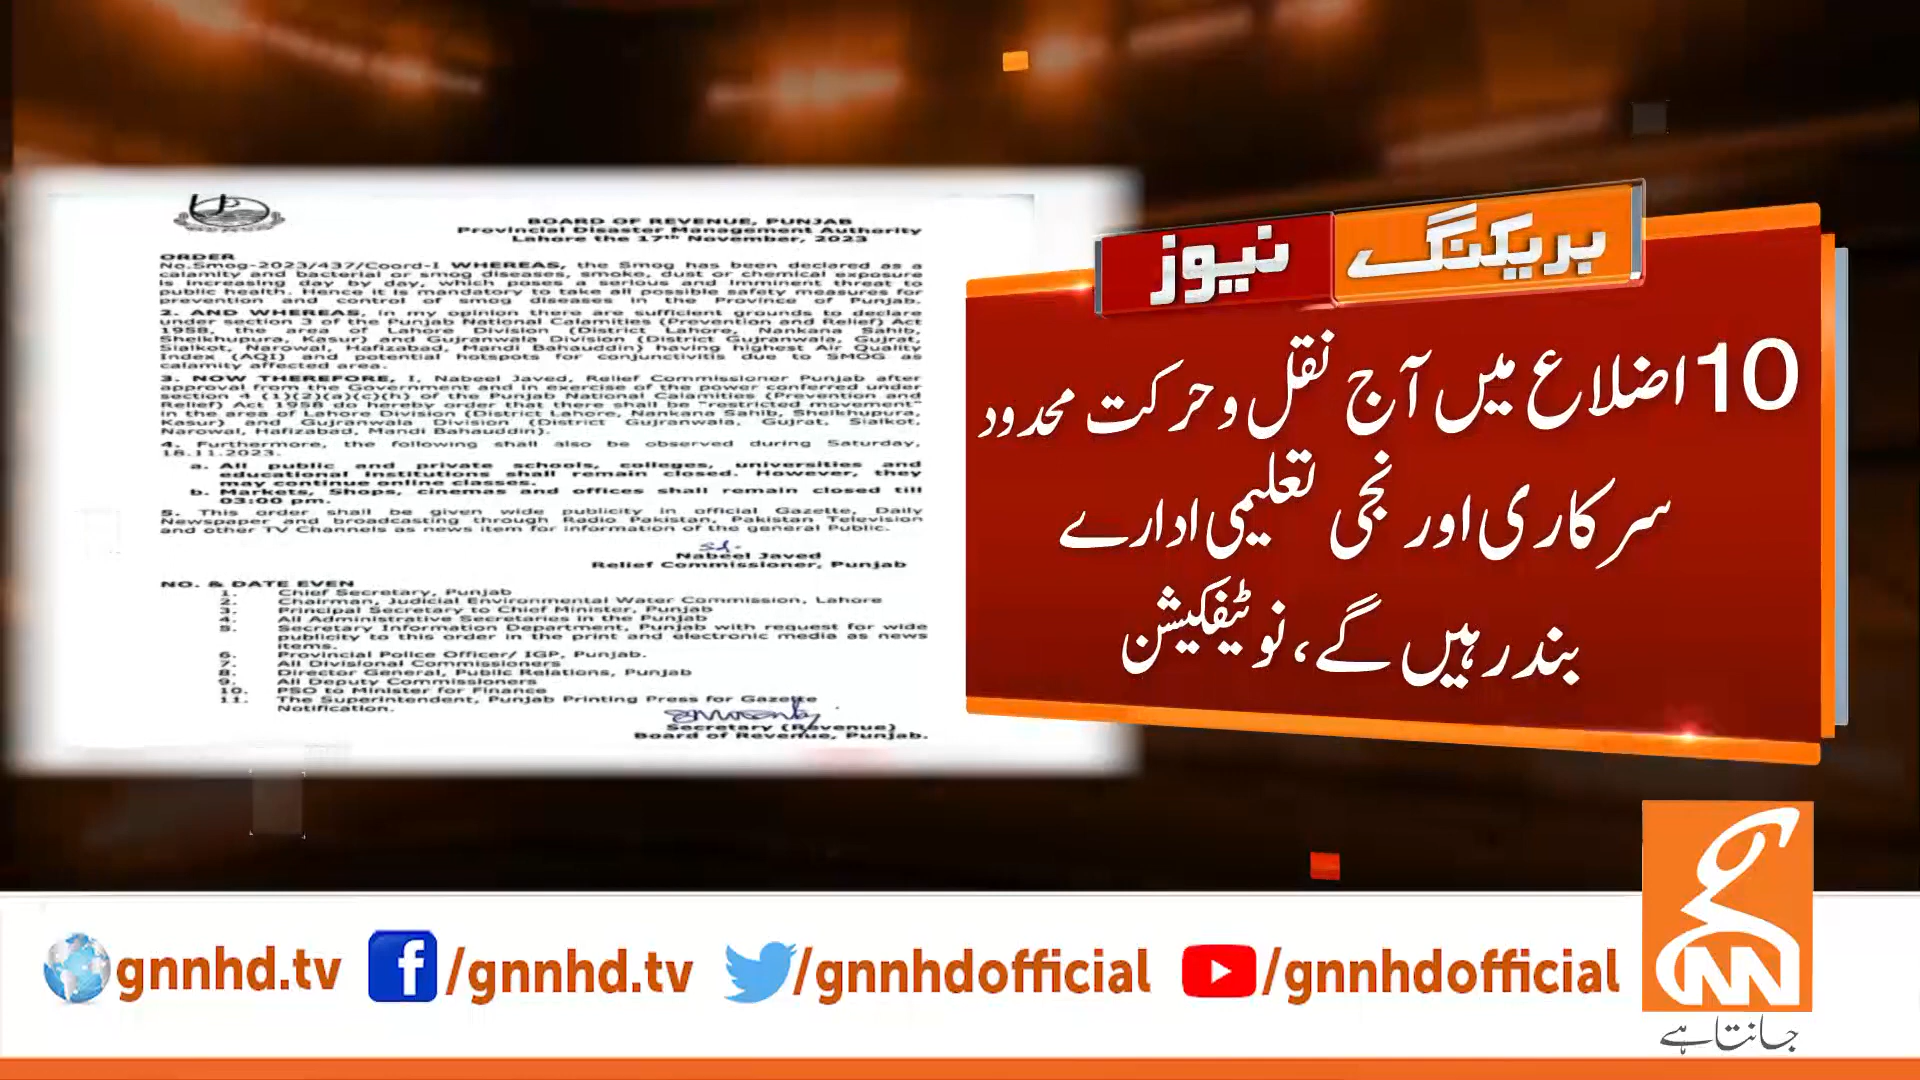 BOARD OF REVENUE, PUNJAB
Provincial Disaster Management Authority
Lahore the 17th November, 2023
ORDER
No.Smog-2023/437/Coord-I WHEREAS, the Smog has been declared as a
calamity and bacterial or smog diseases, smoke, dust or chemical exposure
is increasing day by day, which poses a serious and imminent threat to
public health. Hence it is mandatory to take all possible safety measures for
prevention and control of smog diseases in the Province of Punjab.
2. AND WHEREAS, in my opinion there are sufficient grounds to declare
under section 3 of the Punjab National Calamities (Prevention and Relief) Act
1958, the area of Lahore Division (District Lahore, Nankana Sahib,
Sheikhupura, Kasur) and Gujranwala Division (District Gujranwala, Gujrat,
Sialkot, Narowal, Hafizabad, Mandi Bahauddin) having highest Air Quality
Index (AQI) and potential hotspots for conjunctivitis due to SMOG as
calamity affected area.
3. NOW THEREFORE, I, Nabeel Javed, Relief Commissioner Punjab after
approval from the Government and in exercise of the power conferred under
section 4 (1)(2)(a)(c)(h) of the Punjab National Calamities (Prevention and
Relief) Act 1958 do hereby order that there shall be "restricted movement"
in the area of Lahore Division (District Lahore, Nankana Sahib, Sheikhupura,
Kasur) and Gujranwala Division (District Gujranwala, Gujrat, Sialkot,
Narowal, Hafizabad, Mandi Bahauddin).
4. Furthermore, the following shall also be observed during Saturday,
18.11.2023.
a. All public and private schools, colleges, universities and
educational institutions shall remain closed. However, they
may continue online classes.
b. Markets, Shops, cinemas and offices shall remain closed till
03:00 pm.
5. This order shall be given wide publicity in official Gazette, Daily
Newspaper and broadcasting through Radio Pakistan, Pakistan Television
and other TV Channels as news item for information of the general Public.
Sd-
Nabeel Javed
Relief Commissioner, Punjab
NO. & DATE EVEN
1. Chief Secretary, Punjab
2. Chairman, Judicial Environmental Water Commission, Lahore
3. Principal Secretary to Chief Minister, Punjab
4. All Administrative Secretaries in the Punjab
5. Secretary Information Department, Punjab with request for wide
publicity to this order in the print and electronic media as news
items.
6. Provincial Police Officer/ IGP, Punjab.
7. All Divisional Commissioners
8. Director General, Public Relations, Punjab
9. All Deputy Commissioners
10. PSO to Minister for Finance
11. The Superintendent, Punjab Printing Press for Gazette
Notification.
Secretary (Revenue)
Board of Revenue, Punjab.
بریکنگ نیوز
10 اضلاع میں آج نقل و حرکت محدود
سرکاری اور نجی تعلیمی ادارے
بند رہیں گے، نوٹیفکیشن
gnnhd.tv /gnnhd.tv /gnnhdofficial /gnnhdofficial
GNN
جانتا ہے